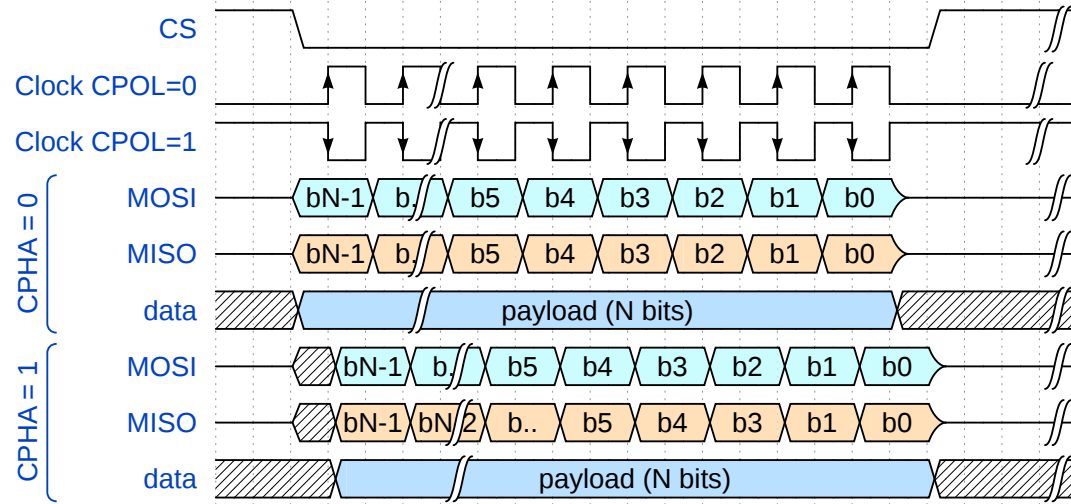 CS
Clock CPOL=0
Clock CPOL=1
CPHA = 0
MOSI bN-1 b. b5 b4 b3 b2 b1 b0
MISO bN-1 b. b5 b4 b3 b2 b1 b0
data payload (N bits)
CPHA = 1
MOSI bN-1 b. b5 b4 b3 b2 b1 b0
MISO bN-1 bN 2 b.. b5 b4 b3 b1 b0
data payload (N bits)